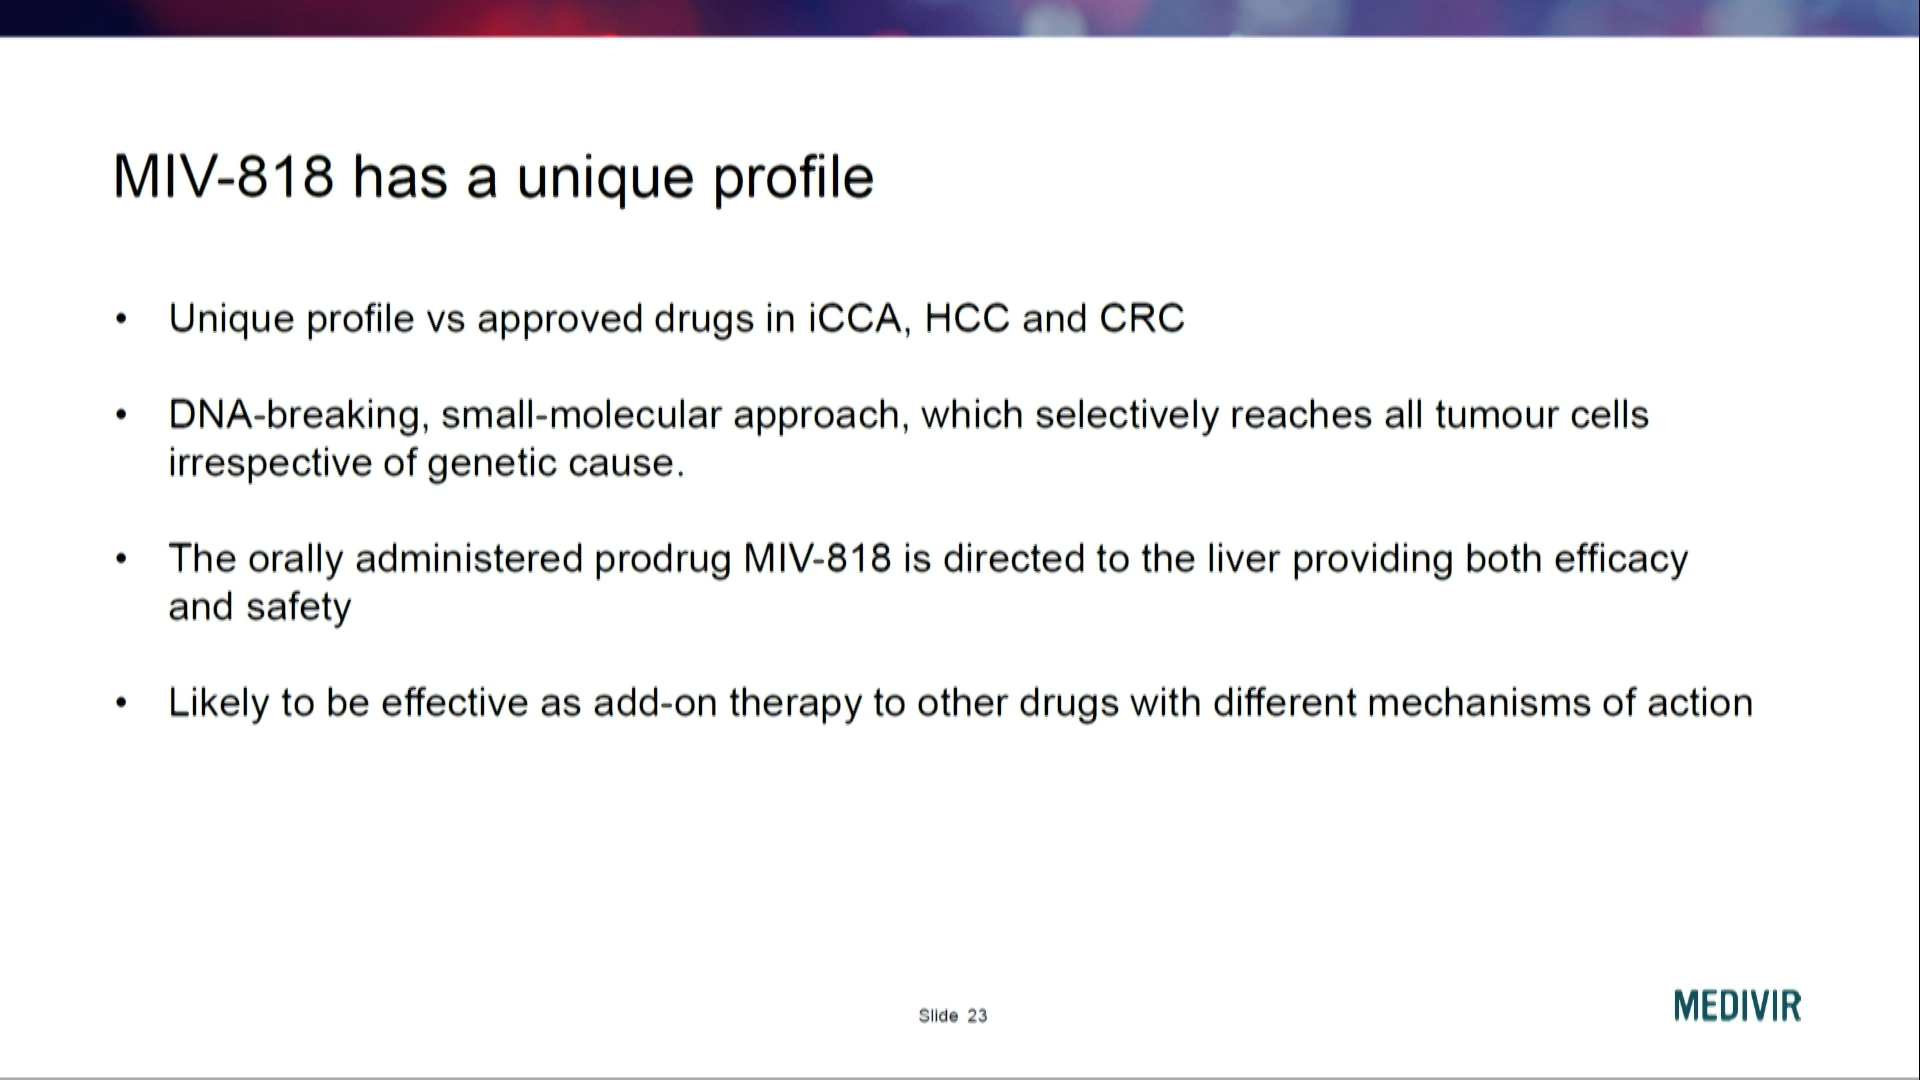 MIV-818 has a unique profile
• Unique profile vs approved drugs in iCCA, HCC and CRC
• DNA-breaking, small-molecular approach, which selectively reaches all tumour cells
irrespective of genetic cause.
• The orally administered prodrug MIV-818 is directed to the liver providing both efficacy
and safety
• Likely to be effective as add-on therapy to other drugs with different mechanisms of action
Slide 23
MEDIVIR